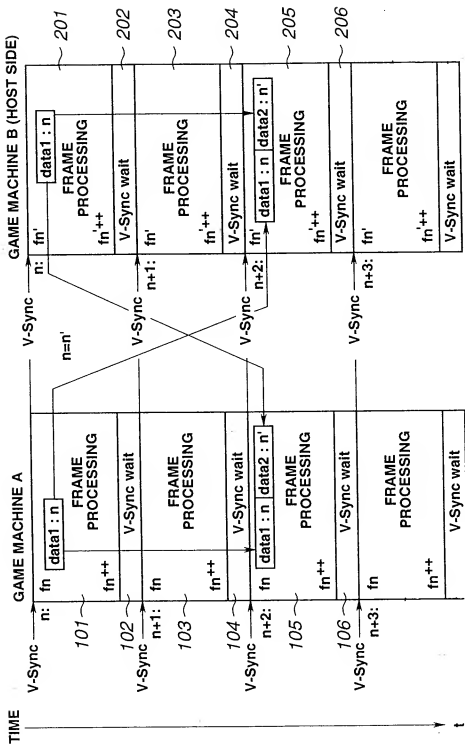 TIME
t
GAME MACHINE A
V-Sync
n:
fn
data1 : n
FRAME
PROCESSING
fn++
101
V-Sync wait
102
V-Sync
n+1:
fn
FRAME
PROCESSING
fn++
103
V-Sync wait
104
V-Sync
n+2:
fn
data1 : n data2 : n'
FRAME
PROCESSING
fn++
105
V-Sync wait
106
V-Sync
n+3:
fn
FRAME
PROCESSING
fn++
V-Sync wait
n=n'
GAME MACHINE B (HOST SIDE)
V-Sync
n:
fn'
data1 : n
FRAME
PROCESSING
fn'++
201
V-Sync wait
202
V-Sync
n+1:
fn'
FRAME
PROCESSING
fn'++
203
V-Sync wait
204
V-Sync
n+2:
fn'
data1 : n data2 : n'
FRAME
PROCESSING
fn'++
205
V-Sync wait
206
V-Sync
n+3:
fn'
FRAME
PROCESSING
fn'++
V-Sync wait